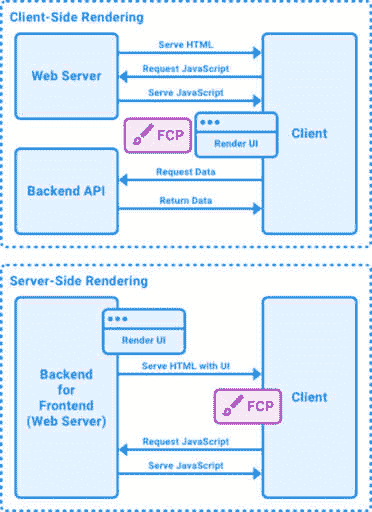 Client-Side Rendering
Serve HTML
Request JavaScript
Web Server
Serve JavaScript
FCP
Render UI
Client
Request Data
Backend API
Return Data
Server-Side Rendering
Render UI
Serve HTML with UI
Backend
for
Frontend
(Web Server)
FCP
Client
Request JavaScript
Serve JavaScript